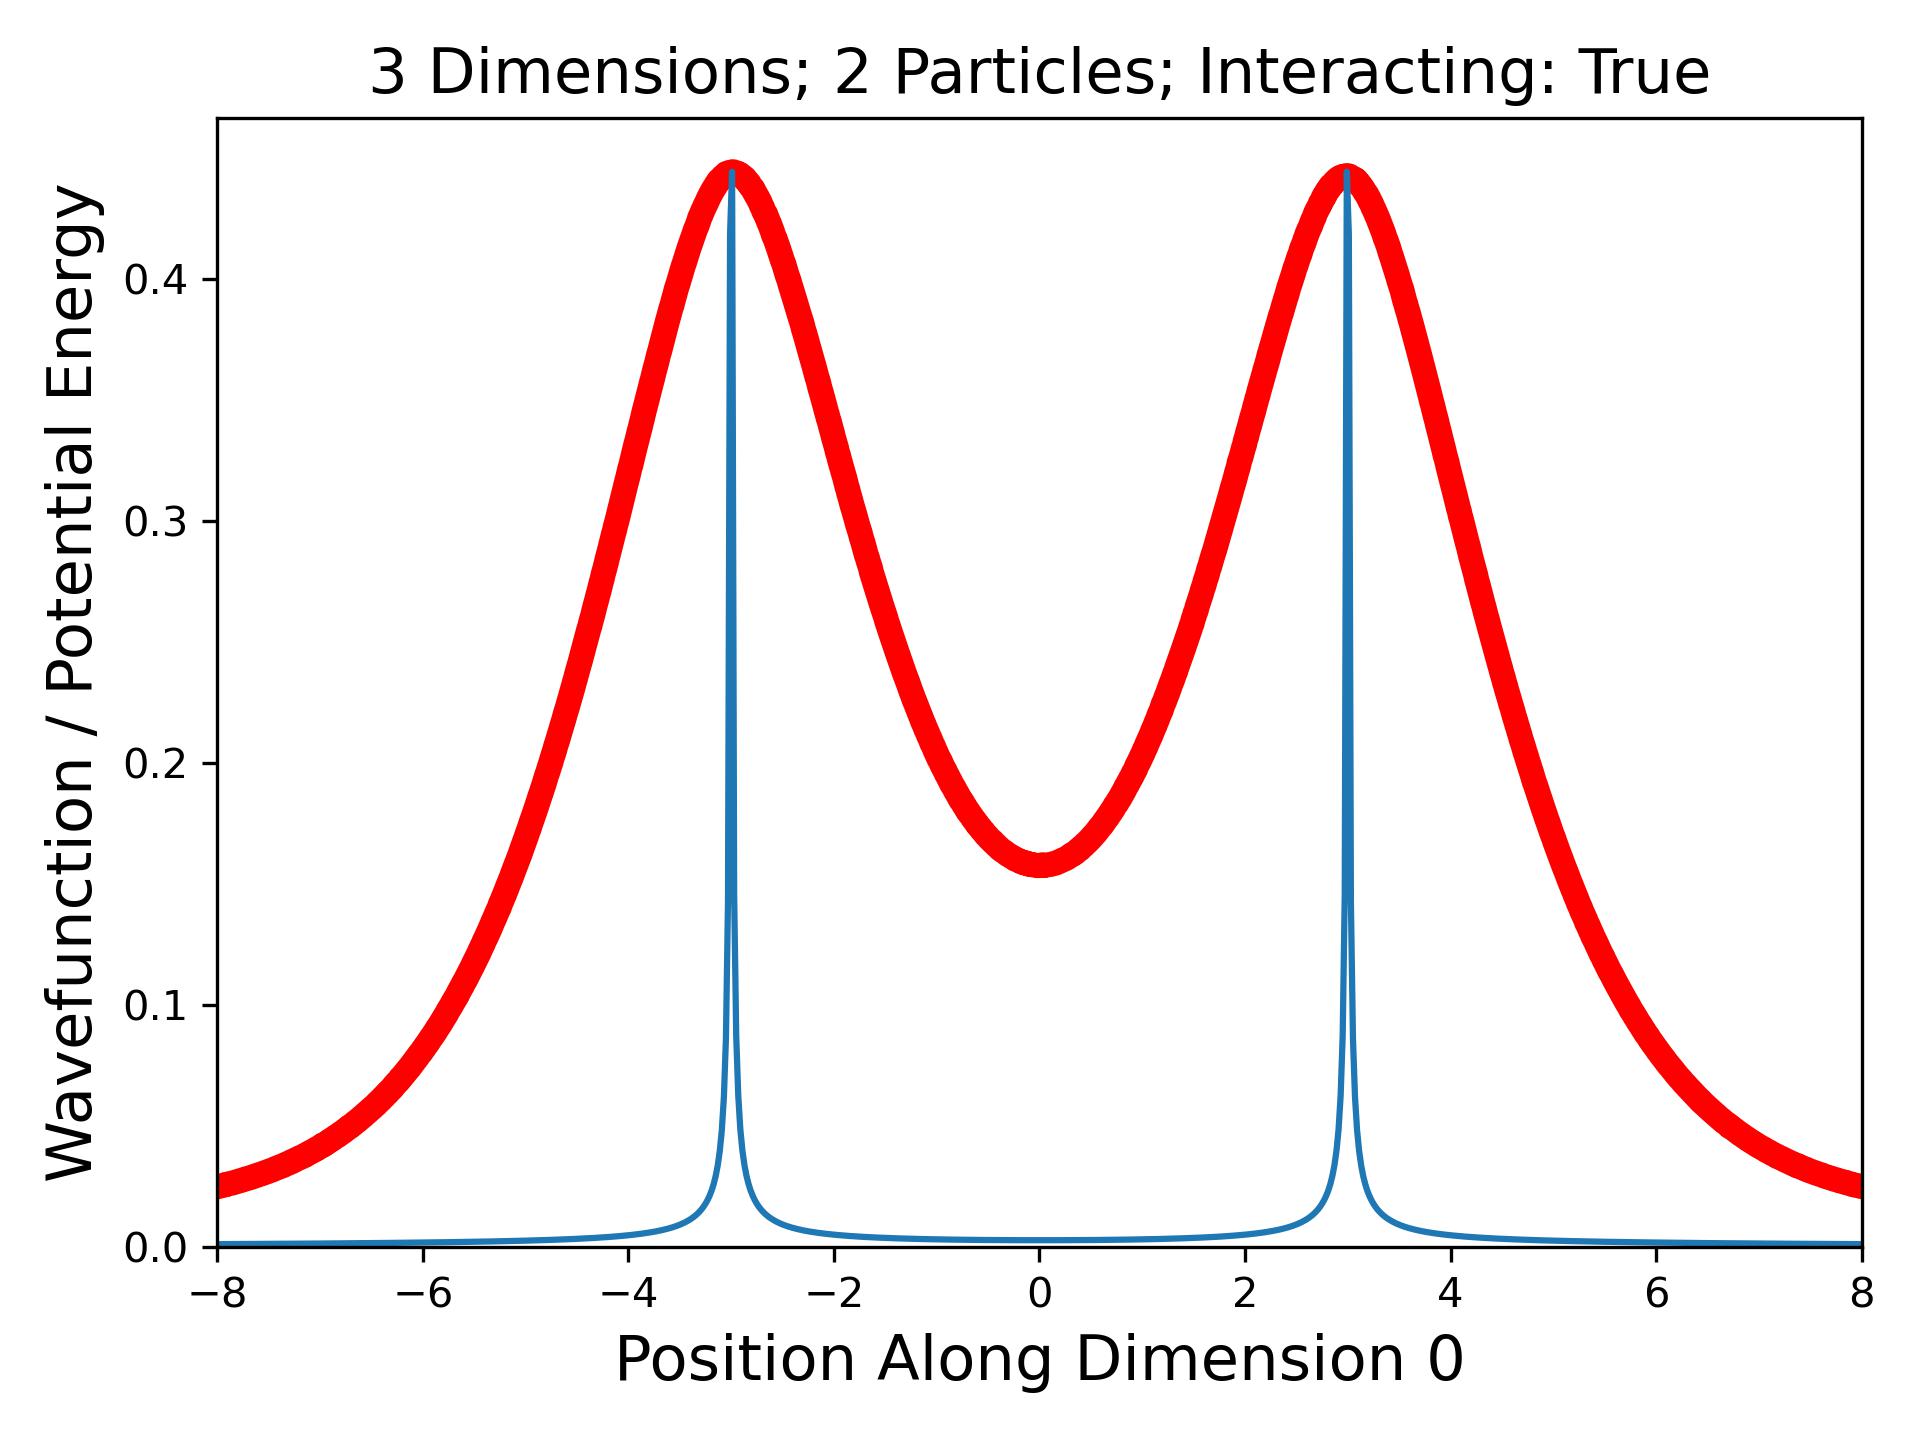 3 Dimensions; 2 Particles; Interacting: True
Wavefunction / Potential Energy
0.4
0.3
0.2
0.1
0.0
−8 −6 −4 −2 0 2 4 6 8
Position Along Dimension 0